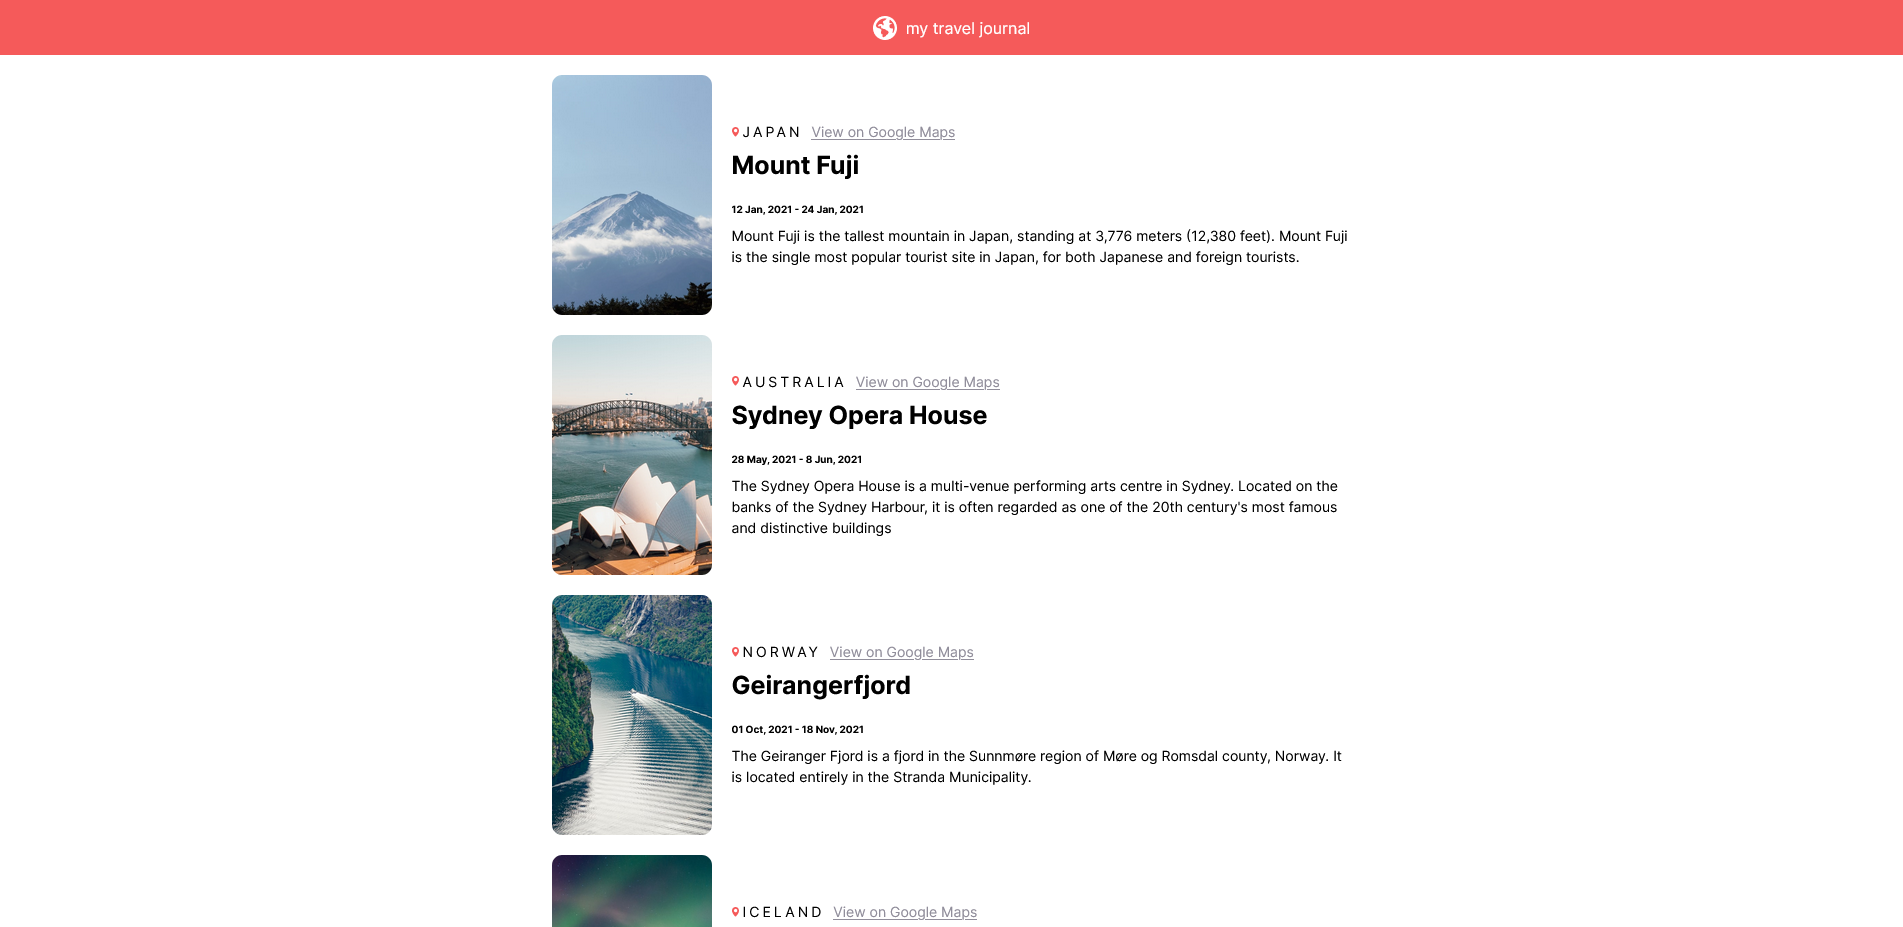 my travel journal
JAPAN View on Google Maps
Mount Fuji
12 Jan, 2021 - 24 Jan, 2021
Mount Fuji is the tallest mountain in Japan, standing at 3,776 meters (12,380 feet). Mount Fuji
is the single most popular tourist site in Japan, for both Japanese and foreign tourists.
AUSTRALIA View on Google Maps
Sydney Opera House
28 May, 2021 - 8 Jun, 2021
The Sydney Opera House is a multi-venue performing arts centre in Sydney. Located on the
banks of the Sydney Harbour, it is often regarded as one of the 20th century's most famous
and distinctive buildings
NORWAY View on Google Maps
Geirangerfjord
01 Oct, 2021 - 18 Nov, 2021
The Geiranger Fjord is a fjord in the Sunnmøre region of Møre og Romsdal county, Norway. It
is located entirely in the Stranda Municipality.
ICELAND View on Google Maps